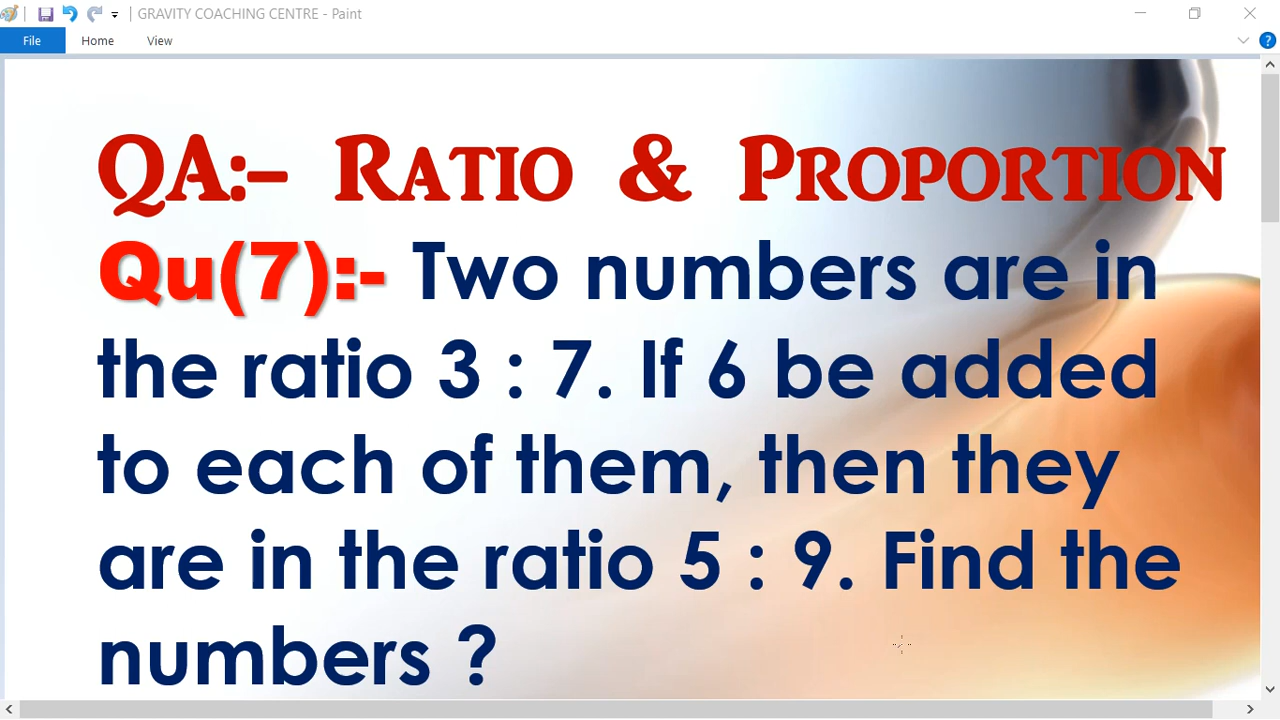 GRAVITY COACHING CENTRE - Paint
File Home View
QA:- RATIO & PROPORTION
Qu(7):- Two numbers are in
the ratio 3 : 7. If 6 be added
to each of them, then they
are in the ratio 5 : 9. Find the
numbers ?